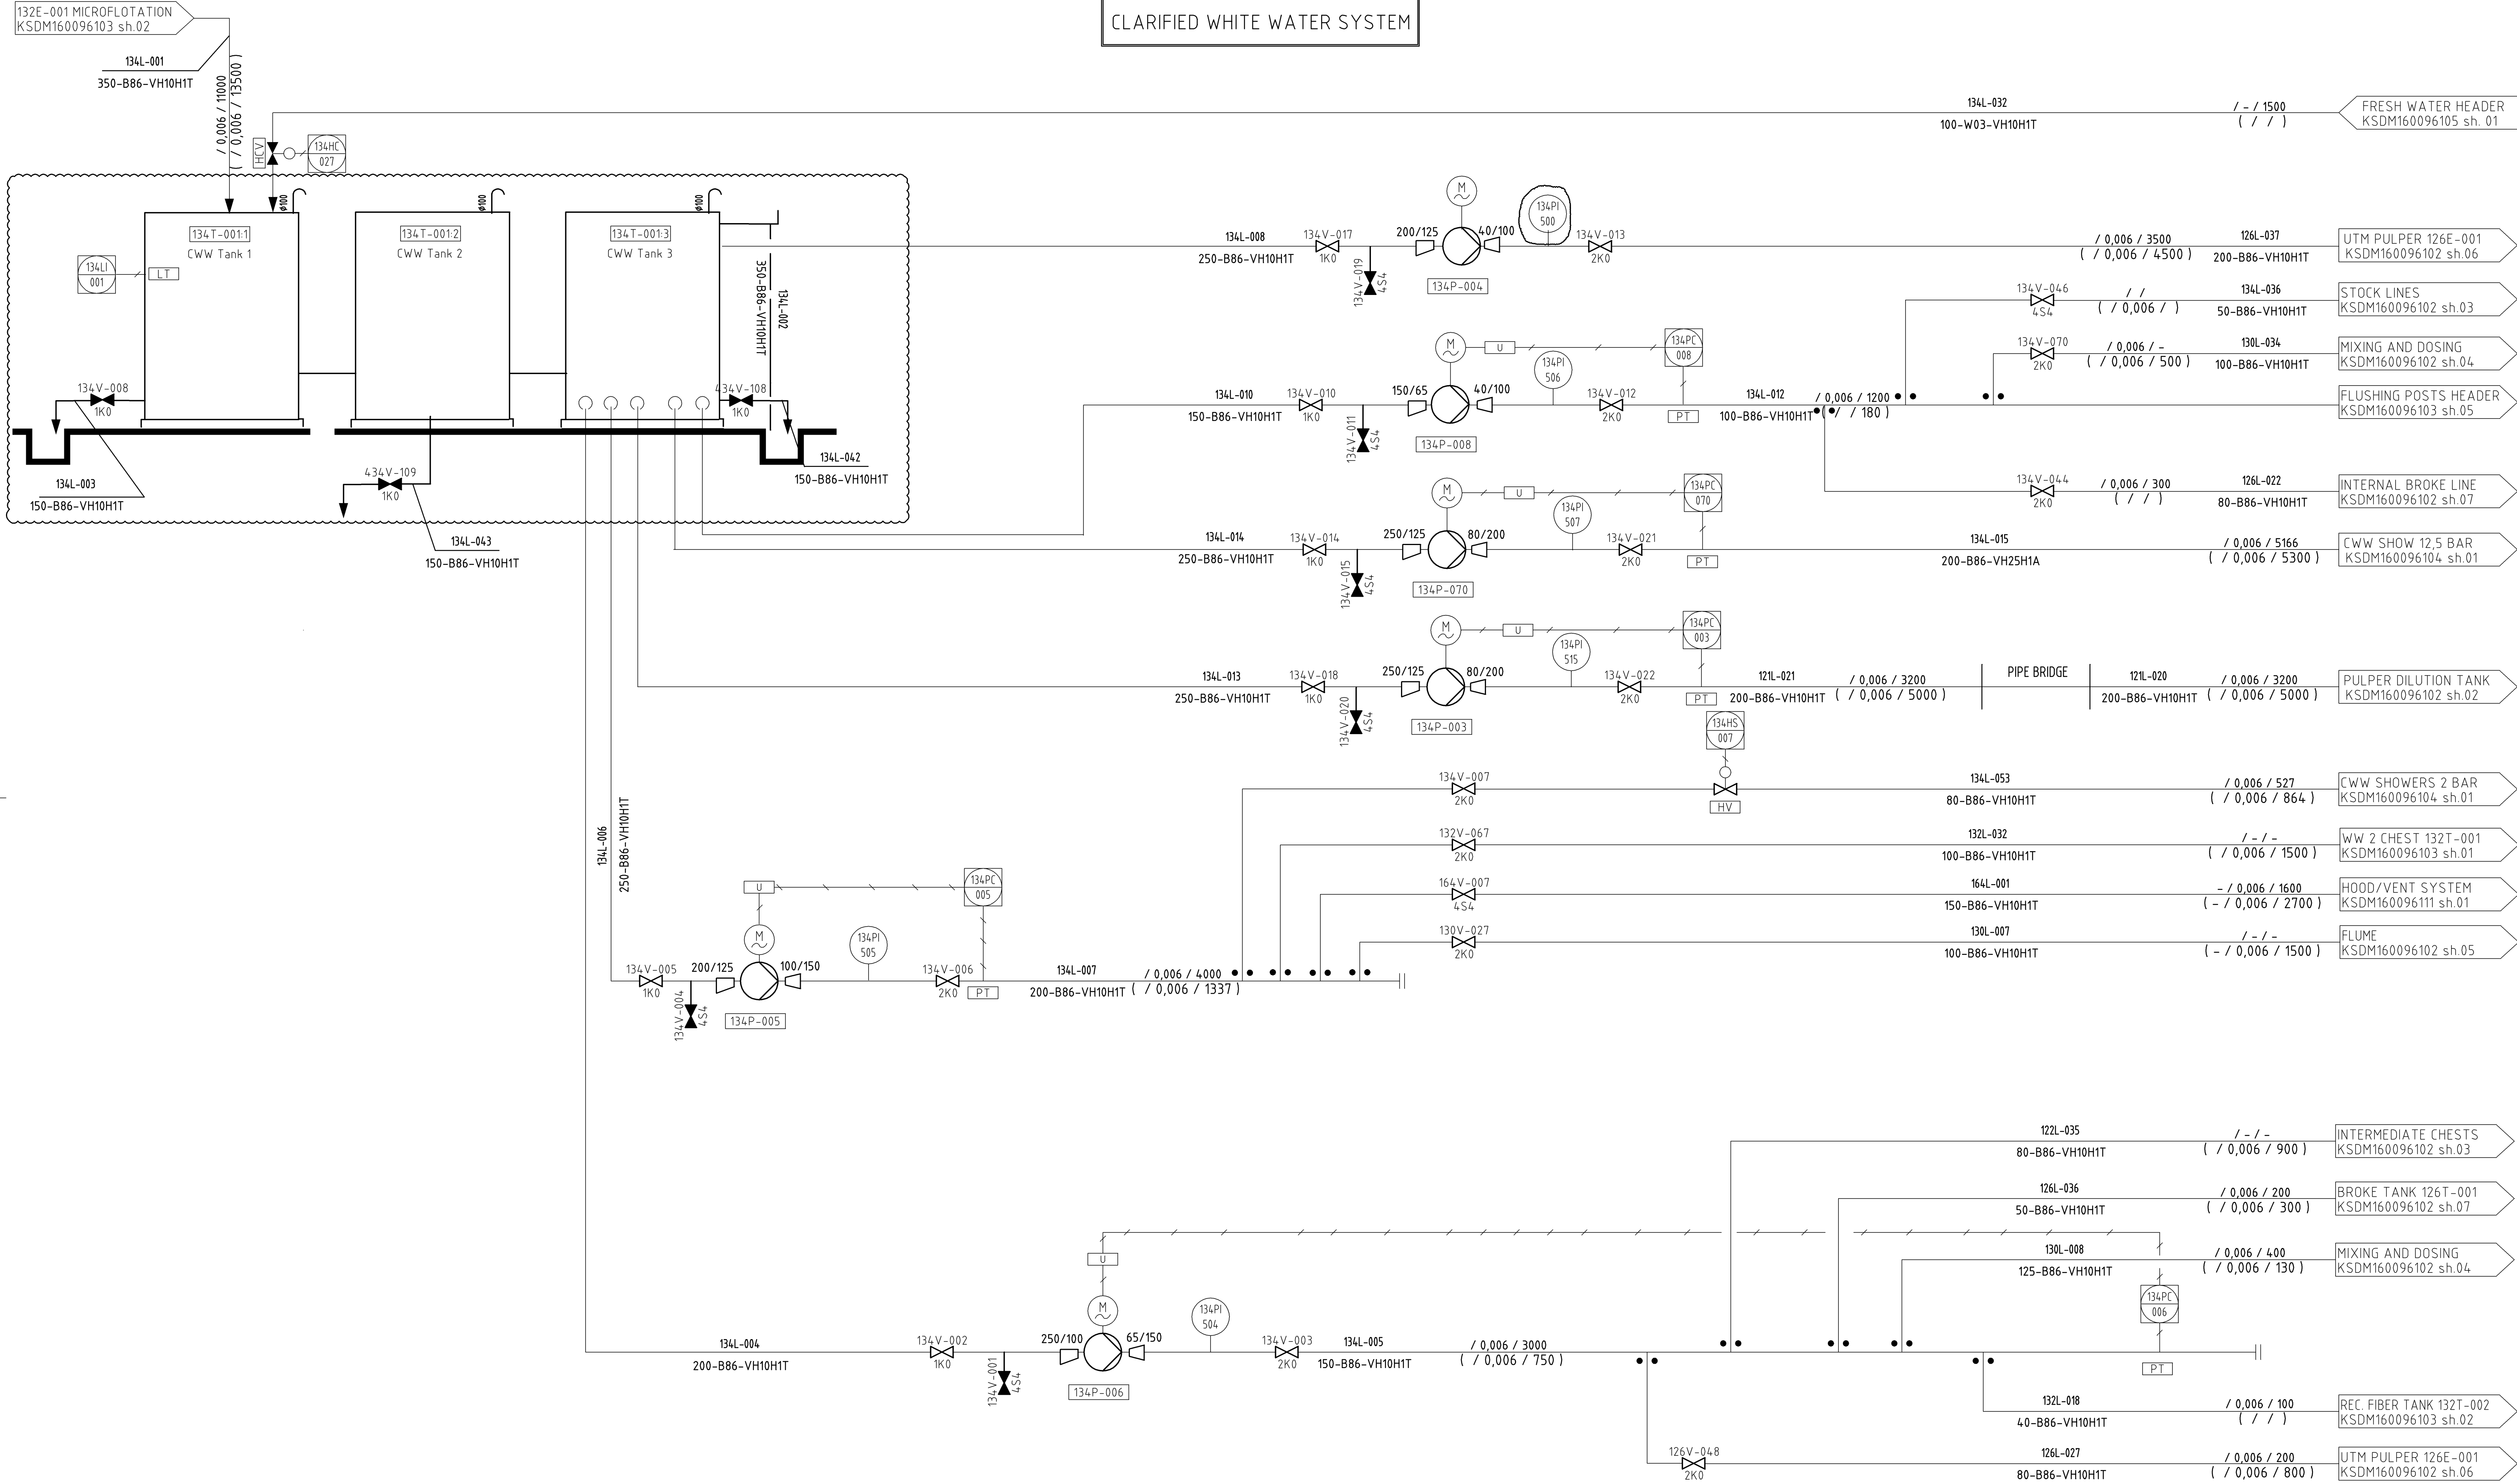 CLARIFIED WHITE WATER SYSTEM
132E-001 MICROFLOTATION
KSDM160096103 sh.02
134L-001
350-B86-VH10H1T
/ 0,006 / 11000
( / 0,006 / 13500 )
HCV
134HC
027
134L-032
100-W03-VH10H1T
/ - / 1500
( / / )
FRESH WATER HEADER
KSDM160096105 sh. 01
ø100
ø100
ø100
134T-001:1
CWW Tank 1
134T-001:2
CWW Tank 2
134T-001:3
CWW Tank 3
134LI
001
LT
134L-002
350-B86-VH10H1T
134V-008
1K0
434V-108
1K0
134L-042
150-B86-VH10H1T
134L-003
150-B86-VH10H1T
434V-109
1K0
134L-043
150-B86-VH10H1T
134L-008
250-B86-VH10H1T
134V-017
1K0
134V-019
4S4
200/125
M
40/100
134P-004
134PI
500
134V-013
2K0
/ 0,006 / 3500
( / 0,006 / 4500 )
126L-037
200-B86-VH10H1T
UTM PULPER 126E-001
KSDM160096102 sh.06
134V-046
4S4
/ /
( / 0,006 / )
134L-036
50-B86-VH10H1T
STOCK LINES
KSDM160096102 sh.03
134V-070
2K0
/ 0,006 / -
( / 0,006 / 500 )
130L-034
100-B86-VH10H1T
MIXING AND DOSING
KSDM160096102 sh.04
134L-010
150-B86-VH10H1T
134V-010
1K0
134V-011
4S4
150/65
M
U
40/100
134P-008
134PI
506
134V-012
2K0
134PC
008
PT
134L-012
100-B86-VH10H1T
/ 0,006 / 1200
( / / 180 )
FLUSHING POSTS HEADER
KSDM160096103 sh.05
134V-044
2K0
/ 0,006 / 300
( / / )
126L-022
80-B86-VH10H1T
INTERNAL BROKE LINE
KSDM160096102 sh.07
134L-014
250-B86-VH10H1T
134V-014
1K0
134V-015
4S4
250/125
M
U
80/200
134P-070
134PI
507
134V-021
2K0
134PC
070
PT
134L-015
200-B86-VH25H1A
/ 0,006 / 5166
( / 0,006 / 5300 )
CWW SHOW 12,5 BAR
KSDM160096104 sh.01
134L-013
250-B86-VH10H1T
134V-018
1K0
134V-020
4S4
250/125
M
U
80/200
134P-003
134PI
515
134V-022
2K0
134PC
003
PT
121L-021
200-B86-VH10H1T
/ 0,006 / 3200
( / 0,006 / 5000 )
PIPE BRIDGE
121L-020
200-B86-VH10H1T
/ 0,006 / 3200
( / 0,006 / 5000 )
PULPER DILUTION TANK
KSDM160096102 sh.02
134HS
007
HV
134V-007
2K0
134L-053
80-B86-VH10H1T
/ 0,006 / 527
( / 0,006 / 864 )
CWW SHOWERS 2 BAR
KSDM160096104 sh.01
132V-067
2K0
132L-032
100-B86-VH10H1T
/ - / -
( / 0,006 / 1500 )
WW 2 CHEST 132T-001
KSDM160096103 sh.01
164V-007
4S4
164L-001
150-B86-VH10H1T
- / 0,006 / 1600
( - / 0,006 / 2700 )
HOOD/VENT SYSTEM
KSDM160096111 sh.01
130V-027
2K0
130L-007
100-B86-VH10H1T
/ - / -
( - / 0,006 / 1500 )
FLUME
KSDM160096102 sh.05
134L-006
250-B86-VH10H1T
134V-005
1K0
134V-004
4S4
200/125
U
M
100/150
134P-005
134PI
505
134V-006
2K0
134PC
005
PT
134L-007
200-B86-VH10H1T
/ 0,006 / 4000
( / 0,006 / 1337 )
122L-035
80-B86-VH10H1T
/ - / -
( / 0,006 / 900 )
INTERMEDIATE CHESTS
KSDM160096102 sh.03
126L-036
50-B86-VH10H1T
/ 0,006 / 200
( / 0,006 / 300 )
BROKE TANK 126T-001
KSDM160096102 sh.07
130L-008
125-B86-VH10H1T
/ 0,006 / 400
( / 0,006 / 130 )
MIXING AND DOSING
KSDM160096102 sh.04
134L-004
200-B86-VH10H1T
134V-002
1K0
134V-001
4S4
250/100
U
M
65/150
134P-006
134PI
504
134V-003
2K0
134L-005
150-B86-VH10H1T
/ 0,006 / 3000
( / 0,006 / 750 )
134PC
006
PT
132L-018
40-B86-VH10H1T
/ 0,006 / 100
( / / )
REC. FIBER TANK 132T-002
KSDM160096103 sh.02
126V-048
2K0
126L-027
80-B86-VH10H1T
/ 0,006 / 200
( / 0,006 / 800 )
UTM PULPER 126E-001
KSDM160096102 sh.06